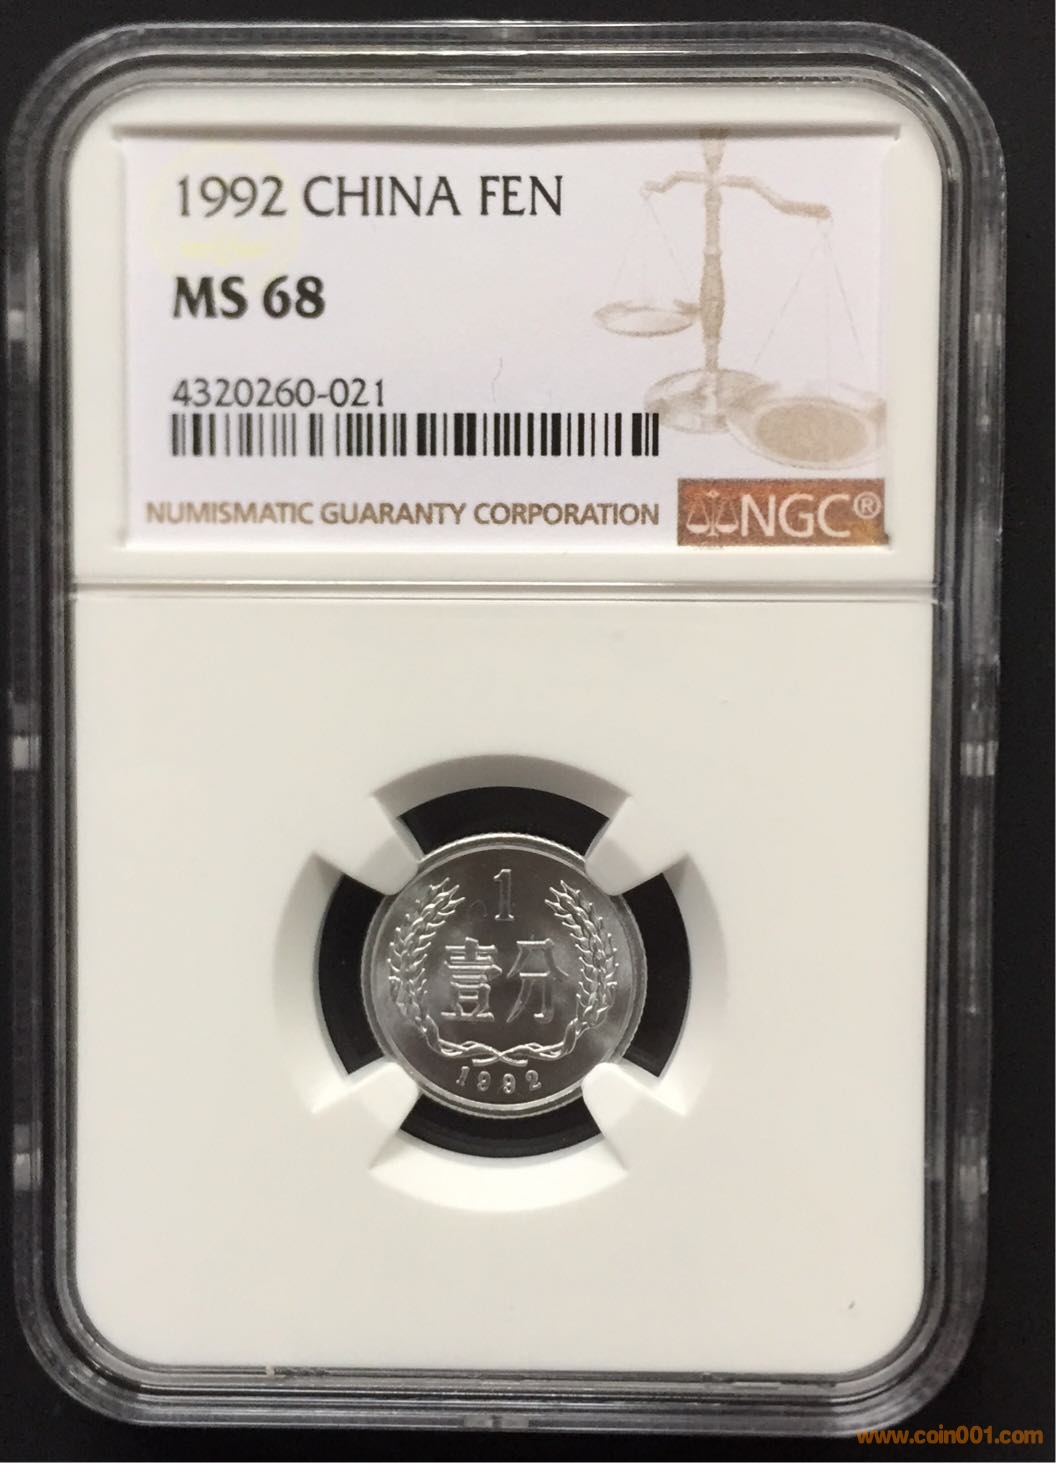 1992 CHINA FEN
MS 68
4320260-021
NUMISMATIC GUARANTY CORPORATION
NGC®
1
壹分
1992
www.coin001.com